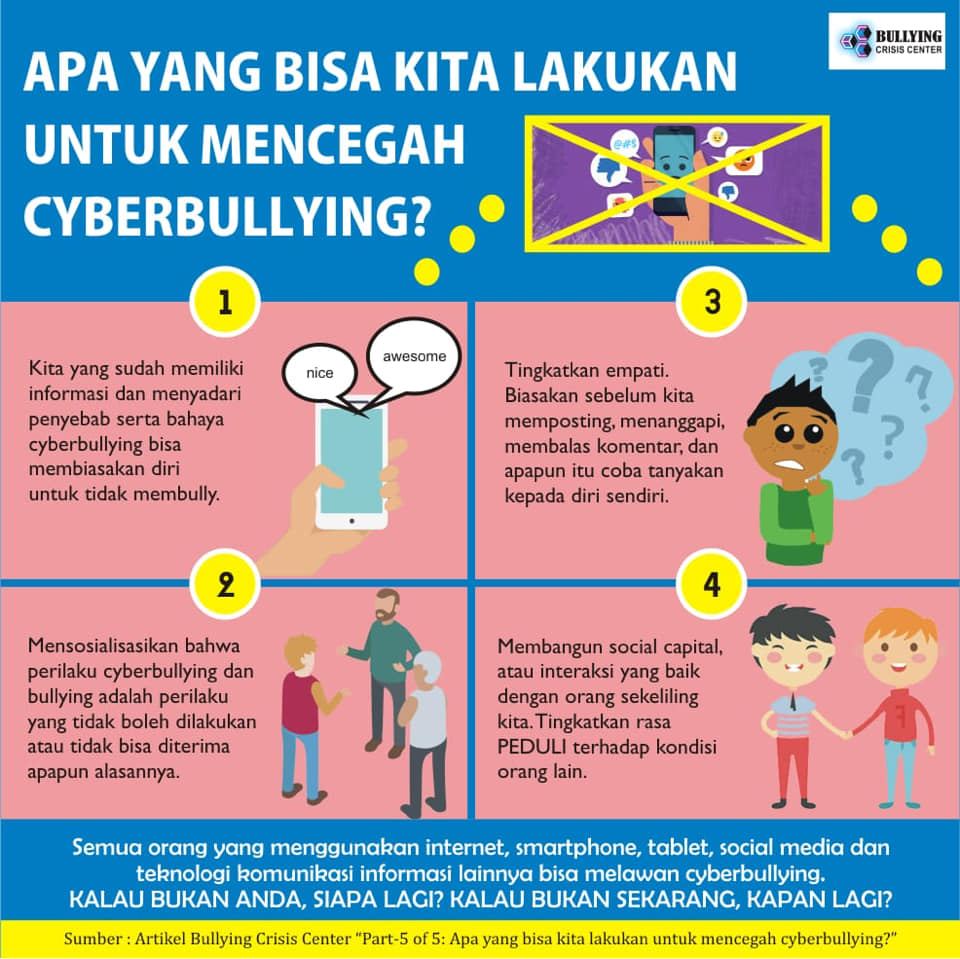 BULLYING
CRISIS CENTER
APA YANG BISA KITA LAKUKAN
UNTUK MENCEGAH
CYBERBULLYING?
@#$
1
Kita yang sudah memiliki
informasi dan menyadari
penyebab serta bahaya
cyberbullying bisa
membiasakan diri
untuk tidak membully.
nice
awesome
2
Mensosialisasikan bahwa
perilaku cyberbullying dan
bullying adalah perilaku
yang tidak boleh dilakukan
atau tidak bisa diterima
apapun alasannya.
3
Tingkatkan empati.
Biasakan sebelum kita
memposting, menanggapi,
membalas komentar, dan
apapun itu coba tanyakan
kepada diri sendiri.
? ? ? ? ?
4
Membangun social capital,
atau interaksi yang baik
dengan orang sekeliling
kita. Tingkatkan rasa
PEDULI terhadap kondisi
orang lain.
Semua orang yang menggunakan internet, smartphone, tablet, social media dan
teknologi komunikasi informasi lainnya bisa melawan cyberbullying.
KALAU BUKAN ANDA, SIAPA LAGI? KALAU BUKAN SEKARANG, KAPAN LAGI?
Sumber : Artikel Bullying Crisis Center “Part-5 of 5: Apa yang bisa kita lakukan untuk mencegah cyberbullying?”